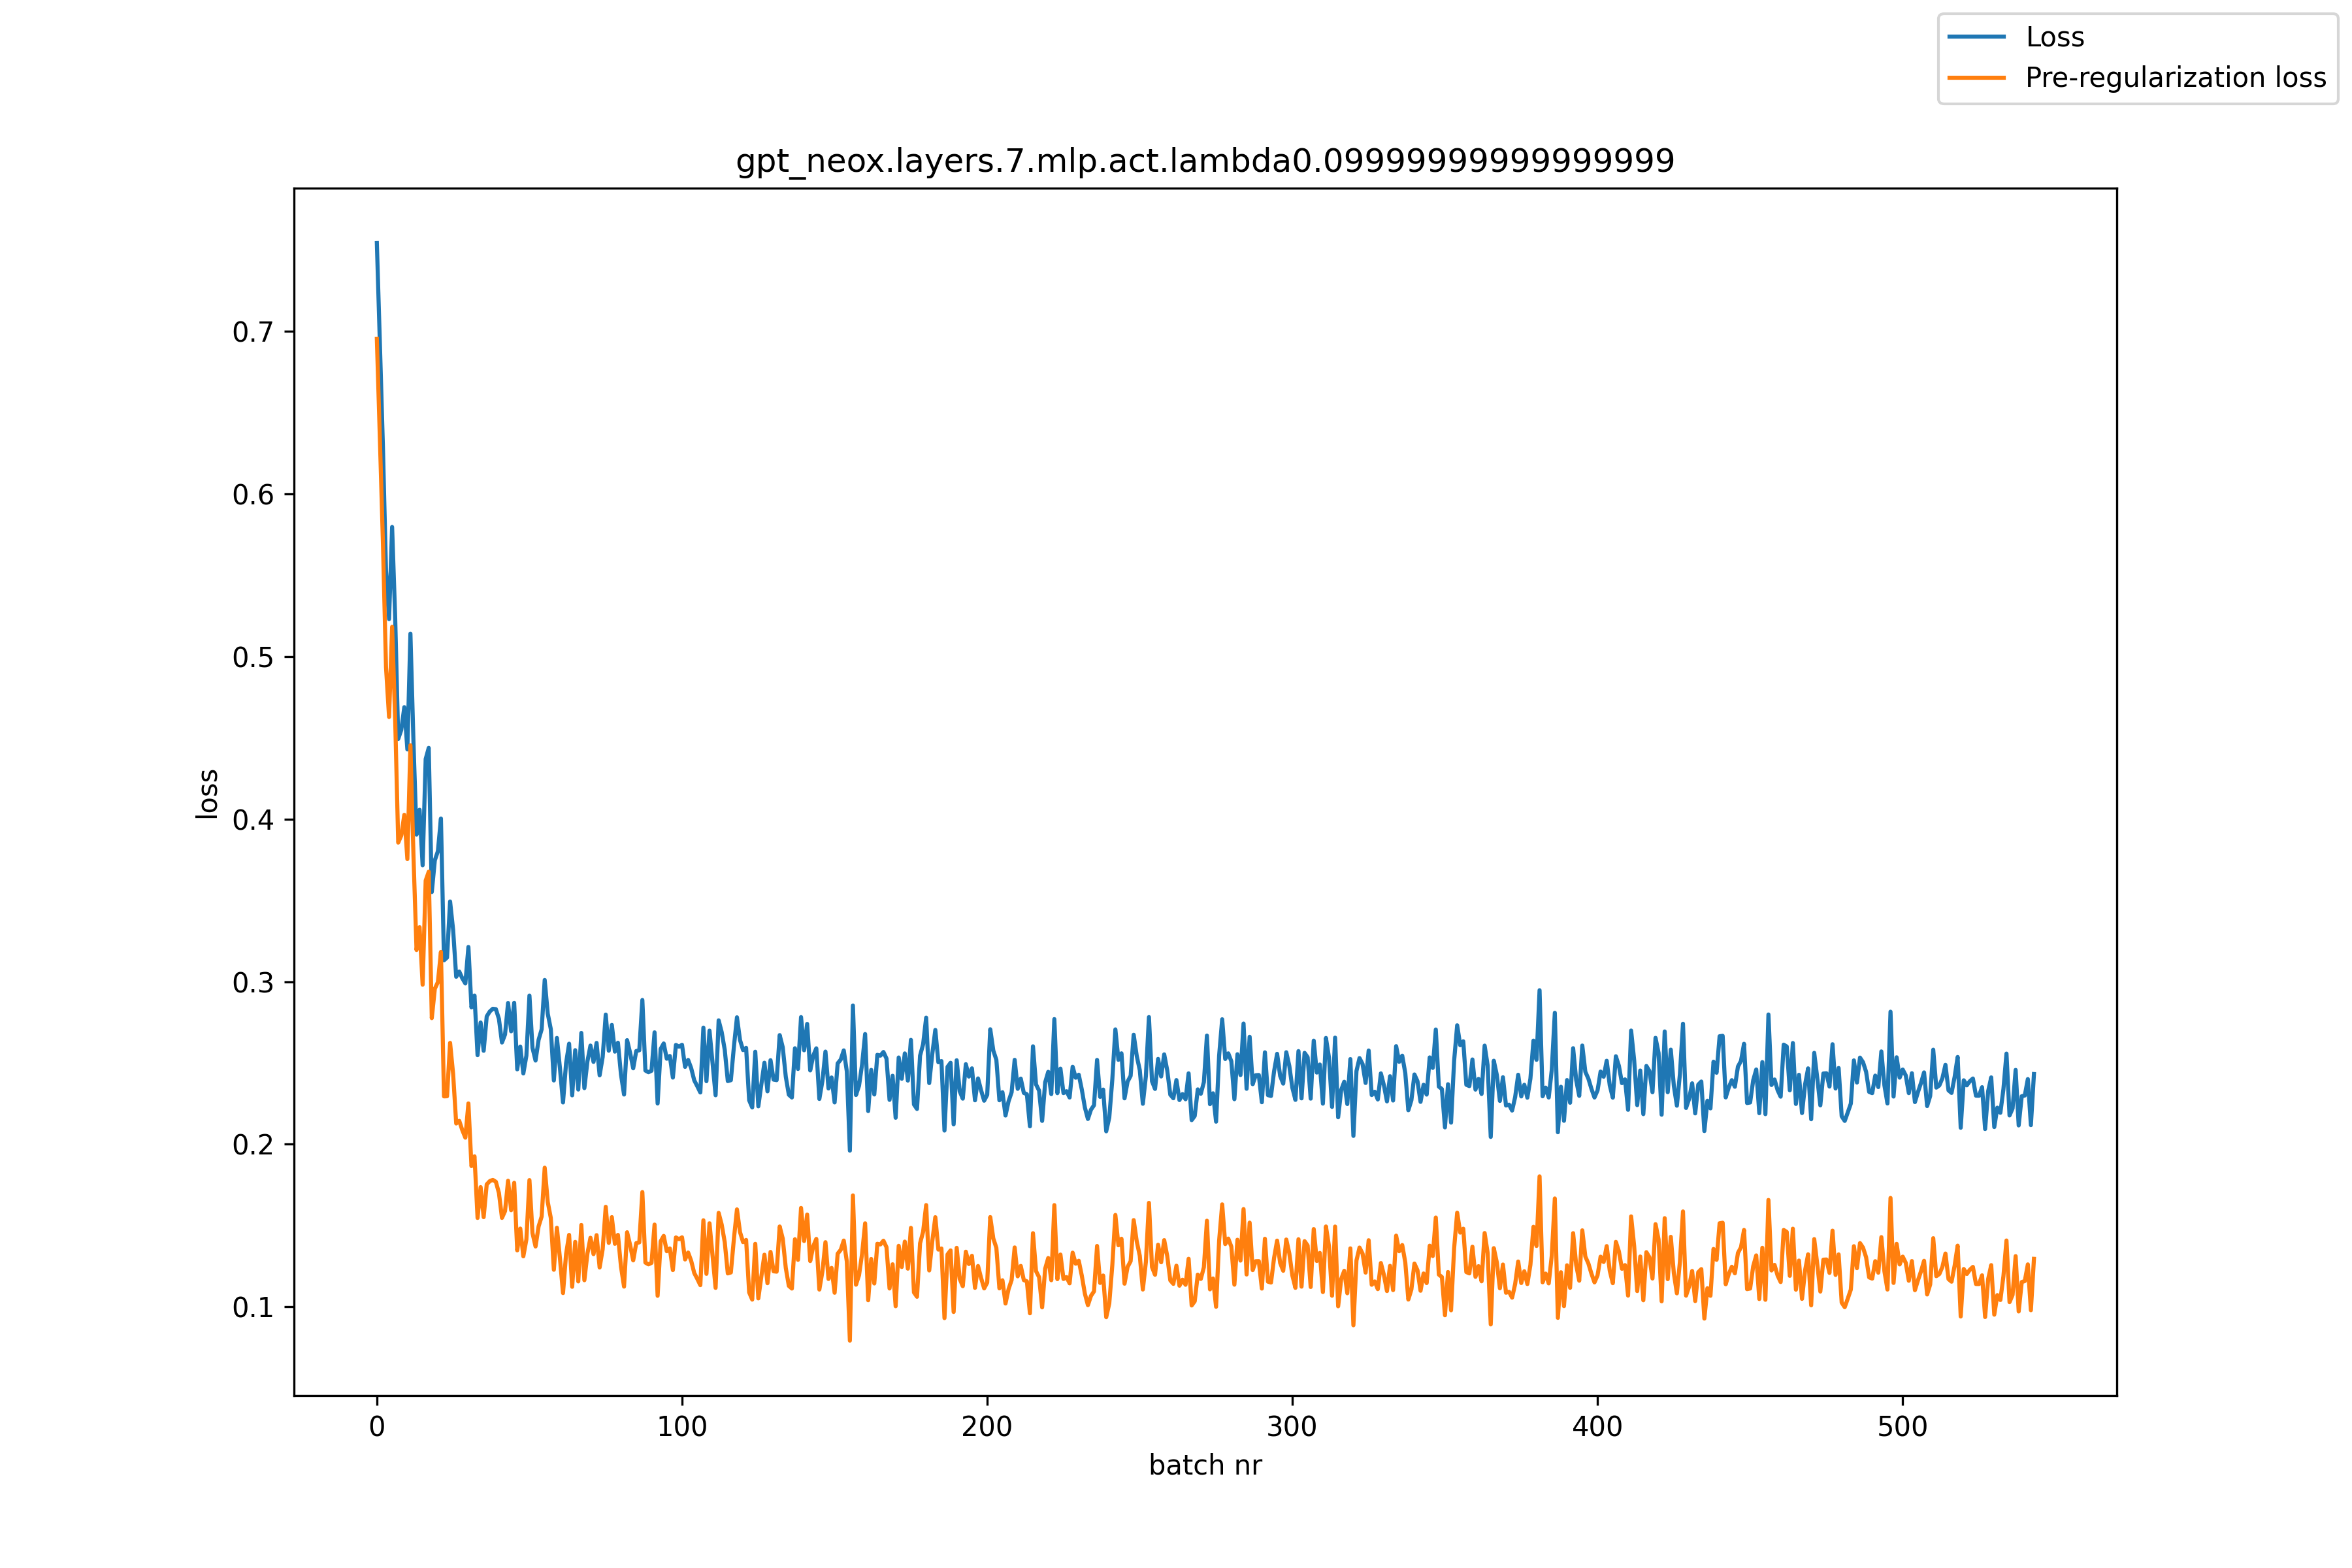 Loss
Pre-regularization loss
gpt_neox.layers.7.mlp.act.lambda0.09999999999999999
0.7
0.6
0.5
0.4
0.3
0.2
0.1
loss
0
100
200
300
400
500
batch nr